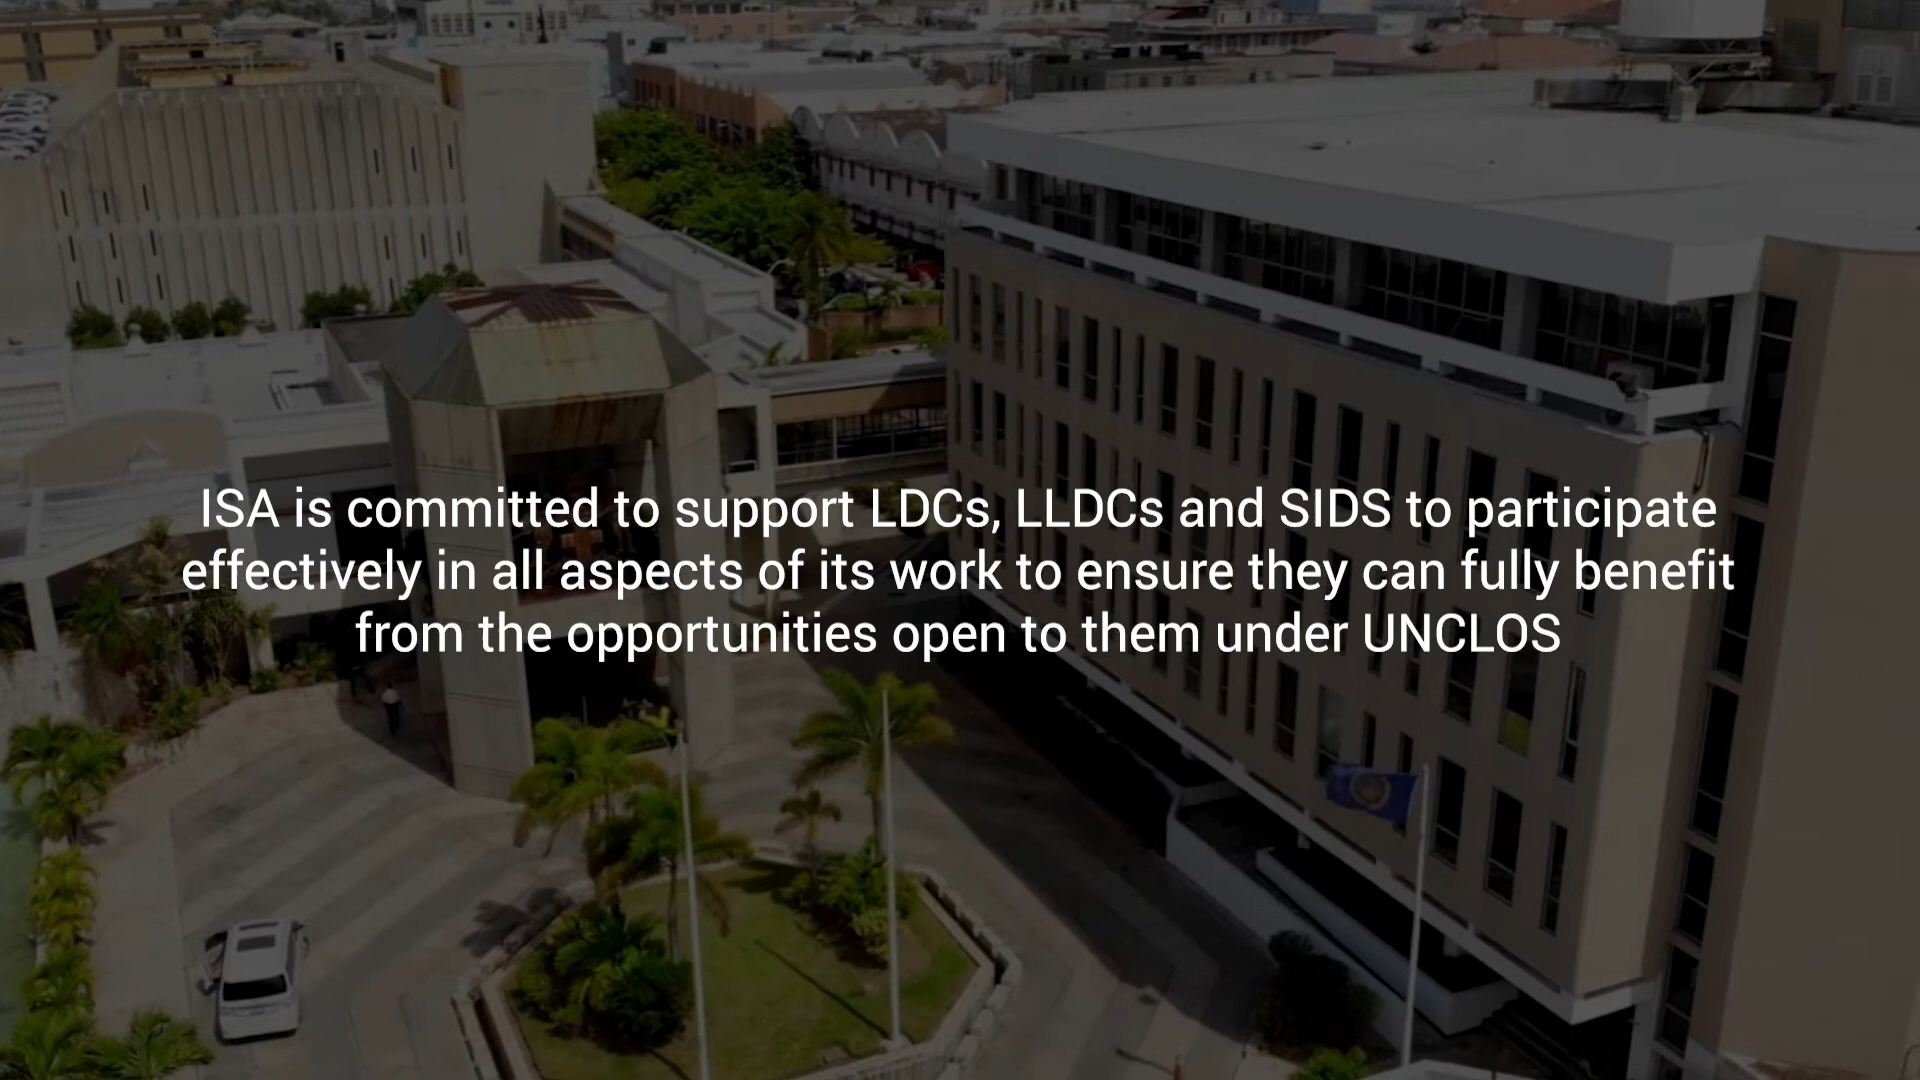 ISA is committed to support LDCs, LLDCs and SIDS to participate
effectively in all aspects of its work to ensure they can fully benefit
from the opportunities open to them under UNCLOS